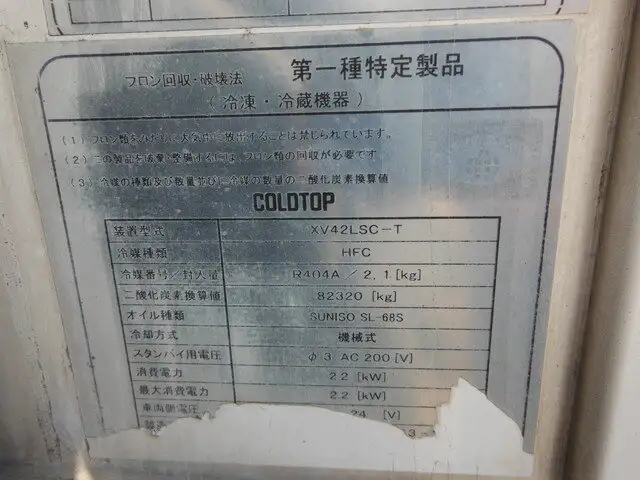 フロン回収・破壊法 第一種特定製品
(冷凍・冷蔵機器)
(1)フロン類をみだりに大気中に放出することは禁じられています。
(2)この製品を破棄・整備するには、フロン類の回収が必要です
(3)冷媒の種類及び数量並びに冷媒の数量の二酸化炭素換算値
COLDTOP
装置型式 XV42LSC-T
冷媒種類 HFC
冷媒番号/封入量 R404A / 2.1[kg]
二酸化炭素換算値 82320 [kg]
オイル種類 SUNISO SL-68S
冷却方式 機械式
スタンバイ用電圧 φ3 AC 200 [V]
消費電力 2.2 [kW]
最大消費電力 2.2 [kW]
車両側電圧 24 [V]